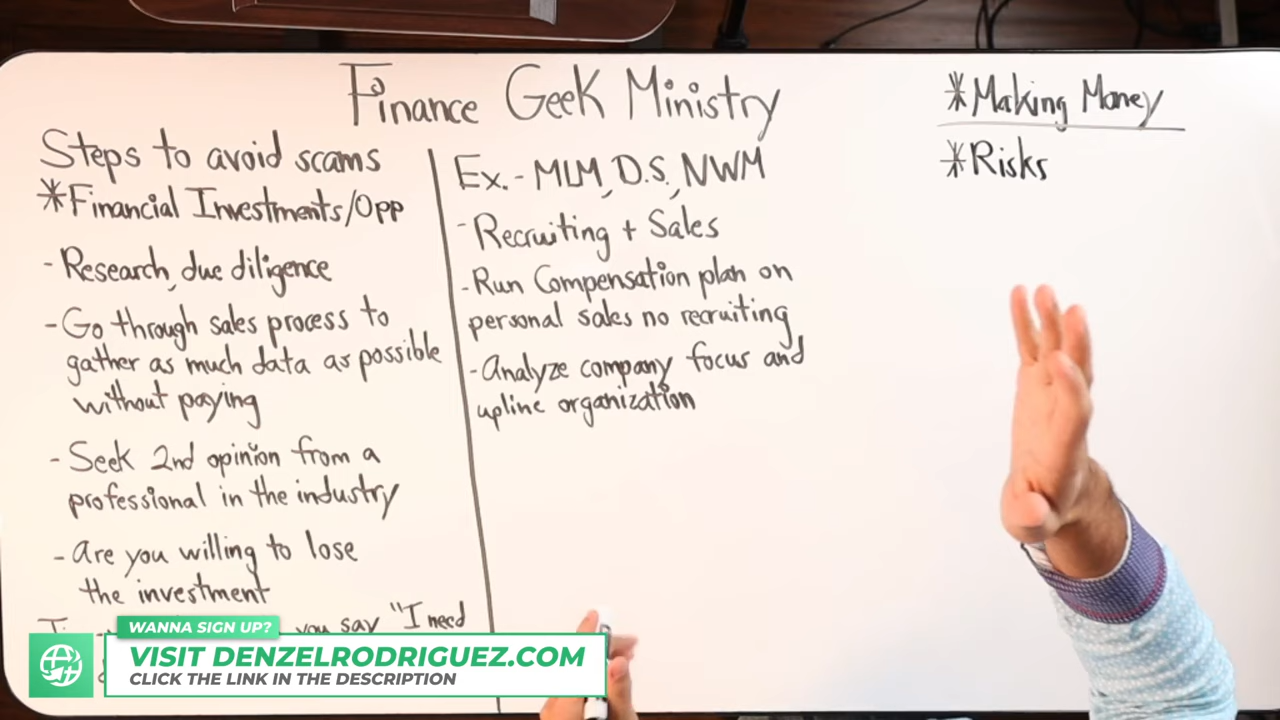 Finance Geek Ministry
Steps to avoid scams
*Financial Investments/Opp
- Research, due diligence
- Go through sales process to
gather as much data as possible
without paying
- Seek 2nd opinion from a
professional in the industry
- Are you willing to lose
the investment
you say "I need
Ex.- MLM, D.S., NWM
- Recruiting + Sales
- Run Compensation plan on
personal sales no recruiting
- Analyze company focus and
upline organization
*Making Money
*Risks
WANNA SIGN UP?
VISIT DENZELRODRIGUEZ.COM
CLICK THE LINK IN THE DESCRIPTION